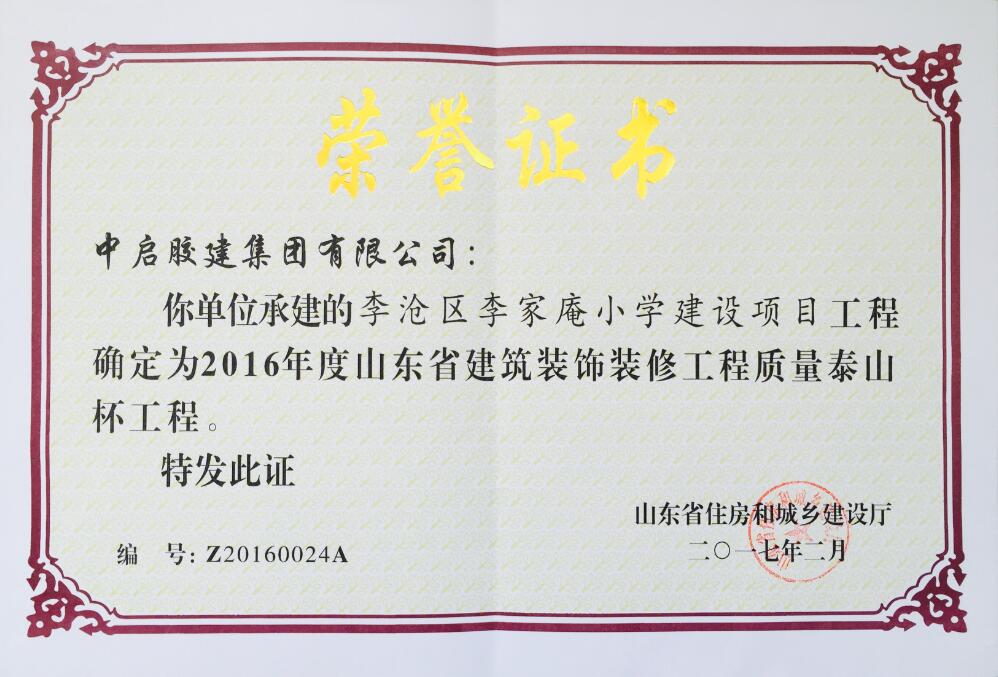 荣誉证书
中启胶建集团有限公司：
你单位承建的李沧区李家庵小学建设项目工程
确定为2016年度山东省建筑装饰装修工程质量泰山
杯工程。
特发此证
山东省住房和城乡建设厅
二〇一七年二月
编 号：Z20160024A